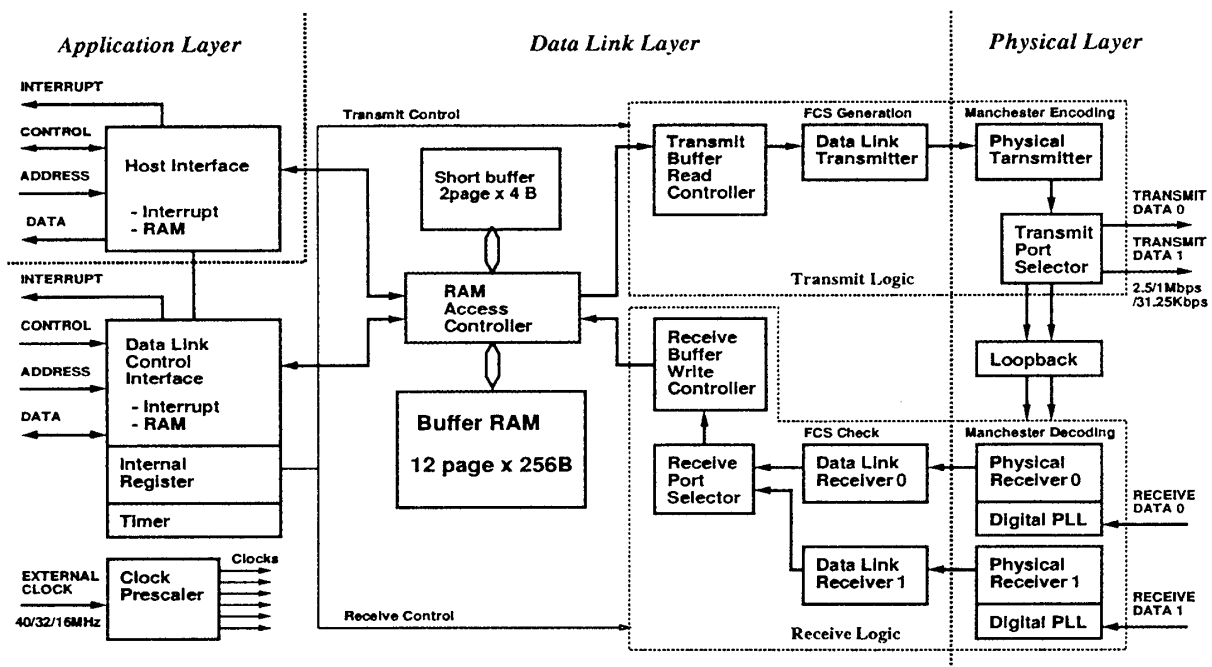 Application Layer
Data Link Layer
Physical Layer
INTERRUPT
CONTROL
ADDRESS
DATA
Host Interface
- Interrupt
- RAM
INTERRUPT
CONTROL
ADDRESS
DATA
Data Link
Control
Interface
- Interrupt
- RAM
Internal
Register
Timer
EXTERNAL
CLOCK
40/32/16MHz
Clock
Prescaler
Clocks
Transmit Control
Short buffer
2page x 4 B
RAM
Access
Controller
Buffer RAM
12 page x 256B
Receive Control
Transmit
Buffer
Read
Controller
FCS Generation
Data Link
Transmitter
Transmit Logic
Manchester Encoding
Physical
Tarnsmitter
Transmit
Port
Selector
TRANSMIT
DATA 0
TRANSMIT
DATA 1
2.5/1Mbps
/31.25Kbps
Loopback
Receive
Buffer
Write
Controller
Receive
Port
Selector
FCS Check
Data Link
Receiver 0
Data Link
Receiver 1
Receive Logic
Manchester Decoding
Physical
Receiver 0
Digital PLL
RECEIVE
DATA 0
Physical
Receiver 1
Digital PLL
RECEIVE
DATA 1